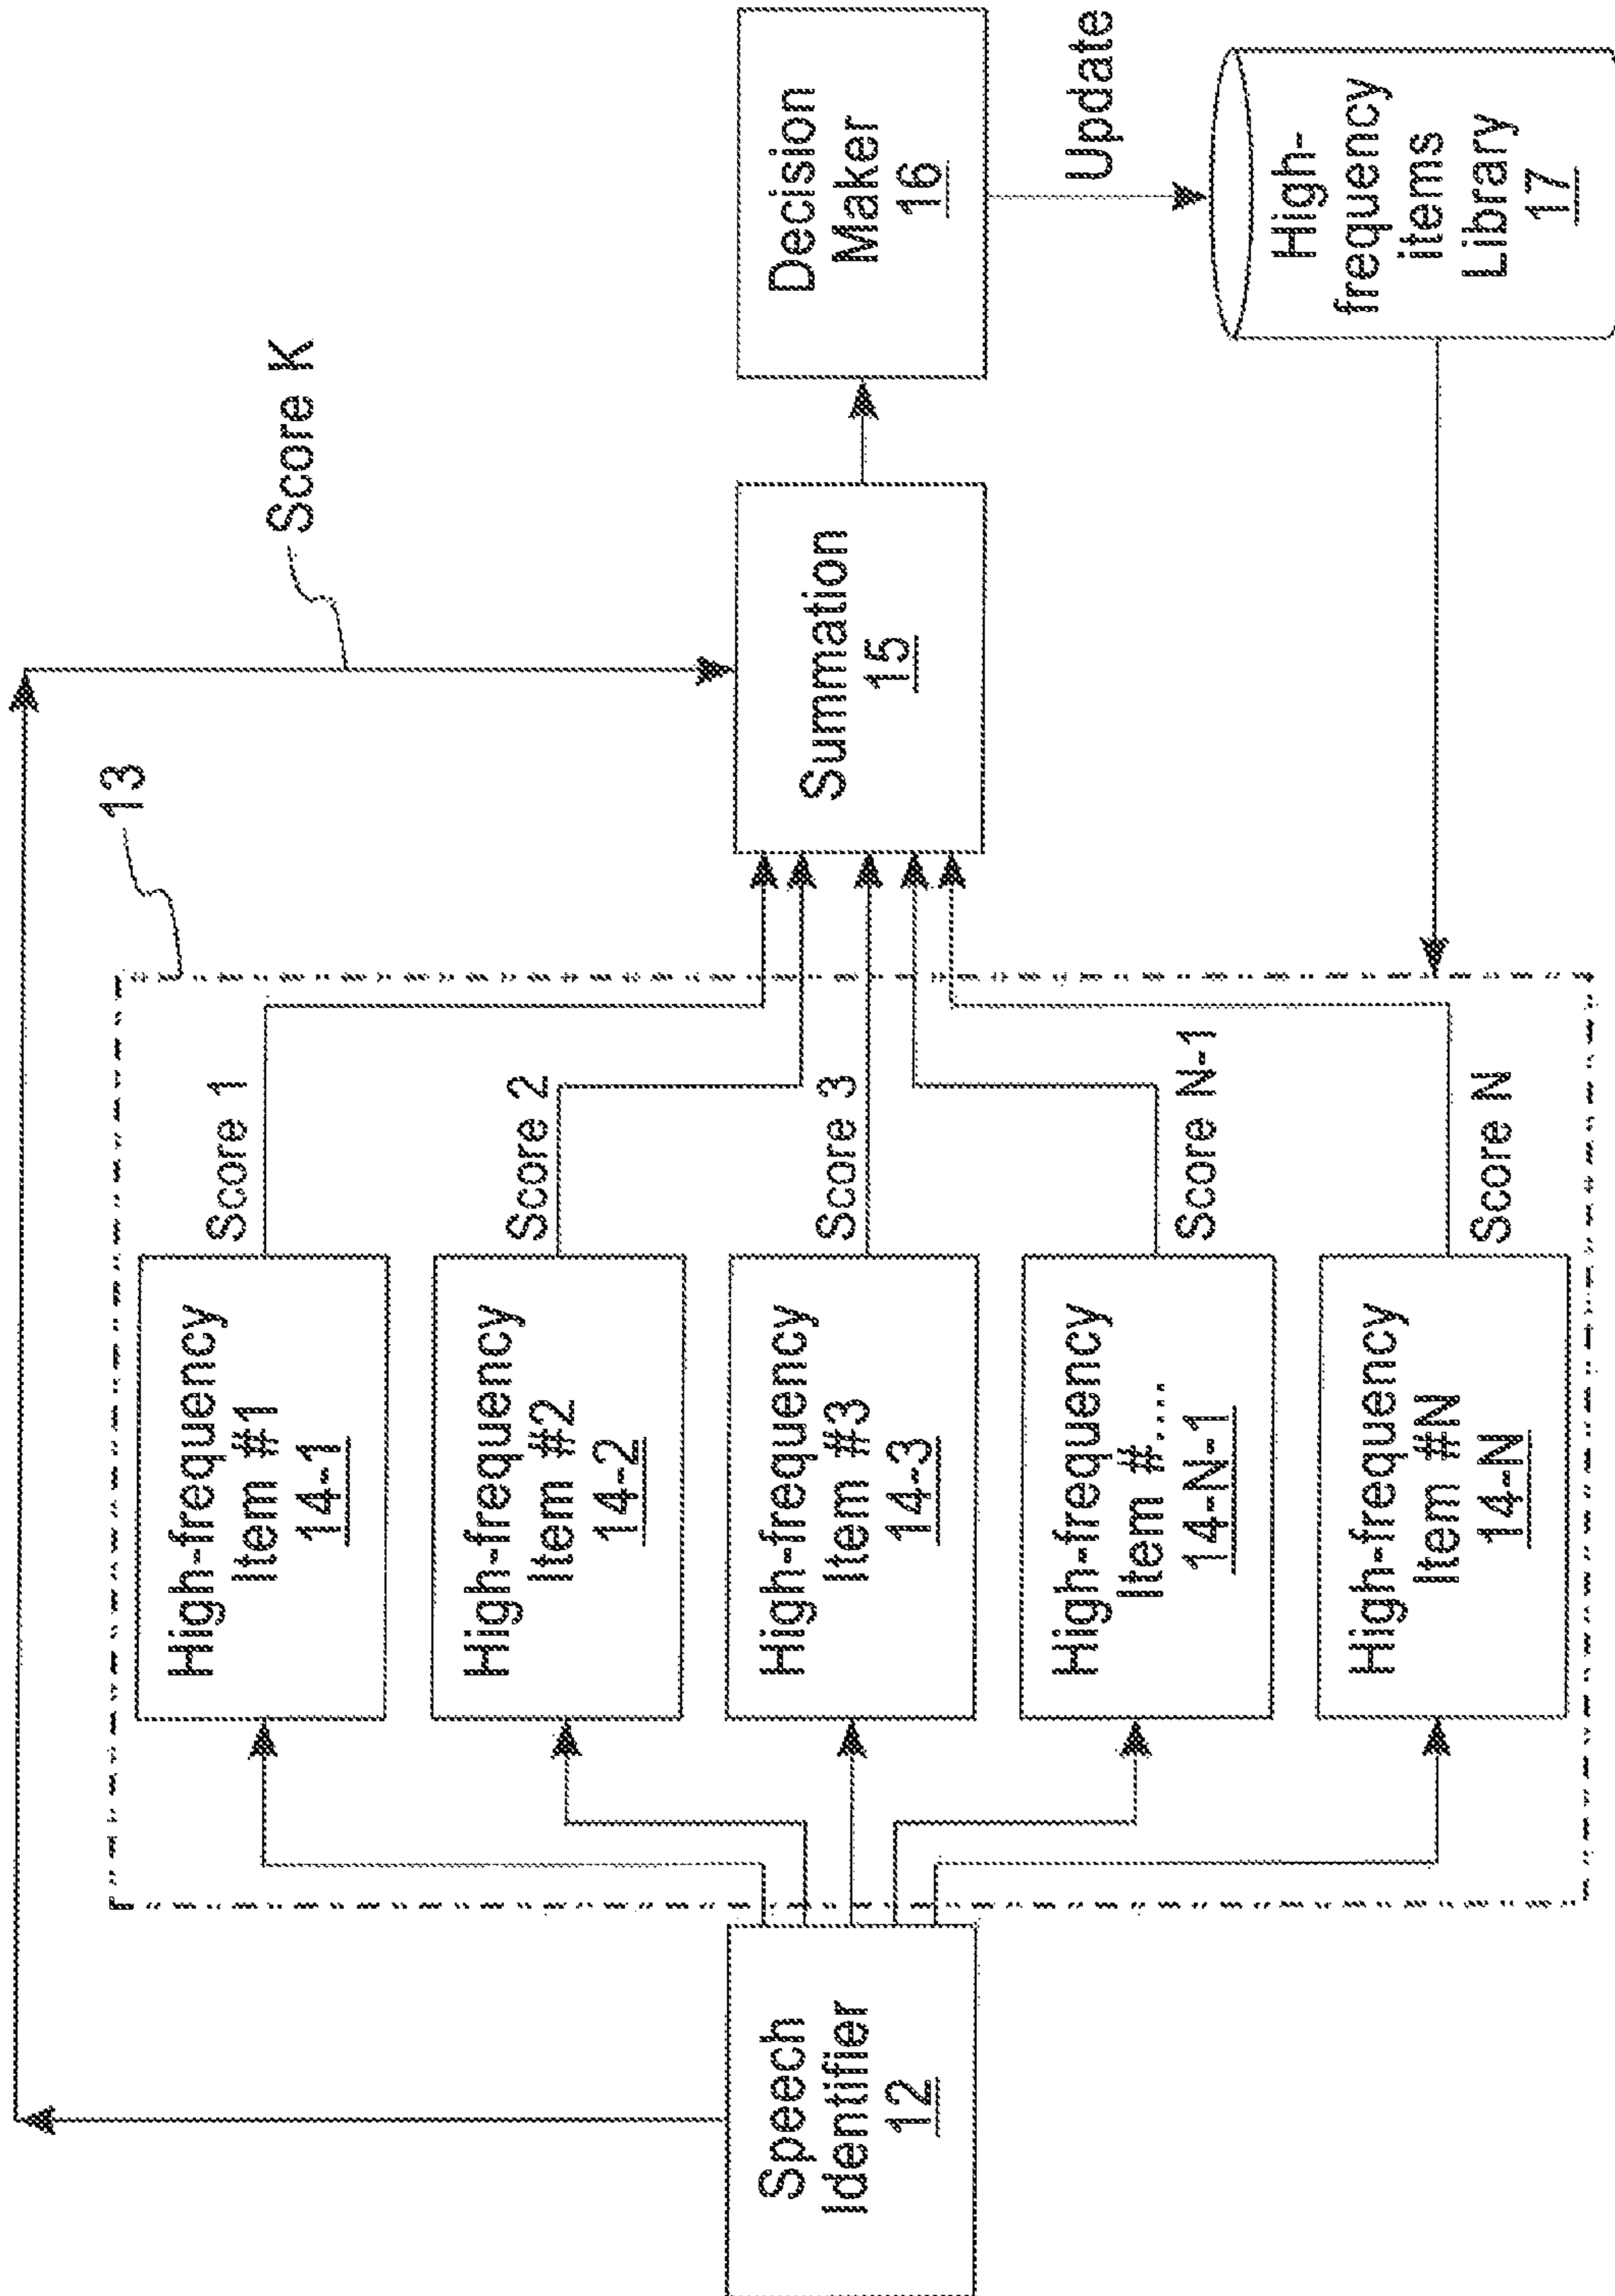 13
Score K
Speech
Identifier
12
High-frequency
Item #1
14-1
Score 1
High-frequency
Item #2
14-2
Score 2
High-frequency
Item #3
14-3
Score 3
High-frequency
Item #.....
14-N-1
Score N-1
High-frequency
Item #N
14-N
Score N
Summation
15
Decision
Maker
16
Update
High-
frequency
items
Library
17